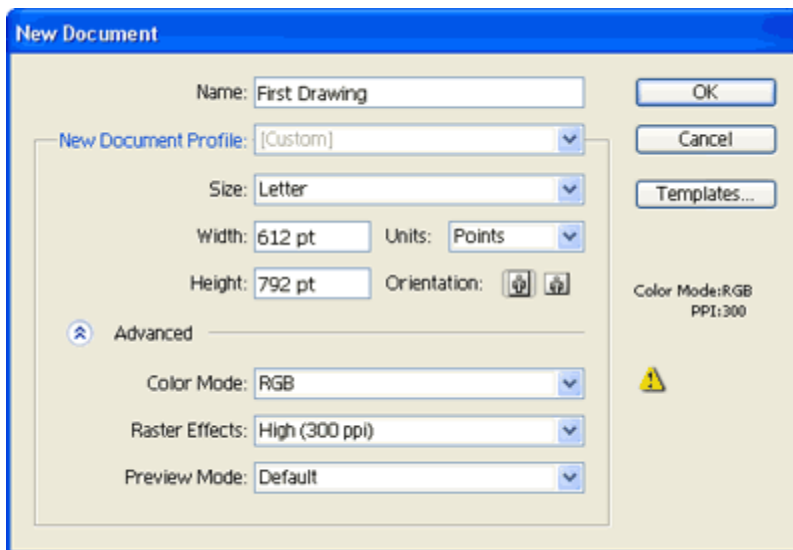 New Document
Name: First Drawing
OK
New Document Profile: [Custom]
Cancel
Size: Letter
Templates...
Width: 612 pt Units: Points
Height: 792 pt Orientation:
Color Mode:RGB
PPI:300
Advanced
Color Mode: RGB
Raster Effects: High (300 ppi)
Preview Mode: Default